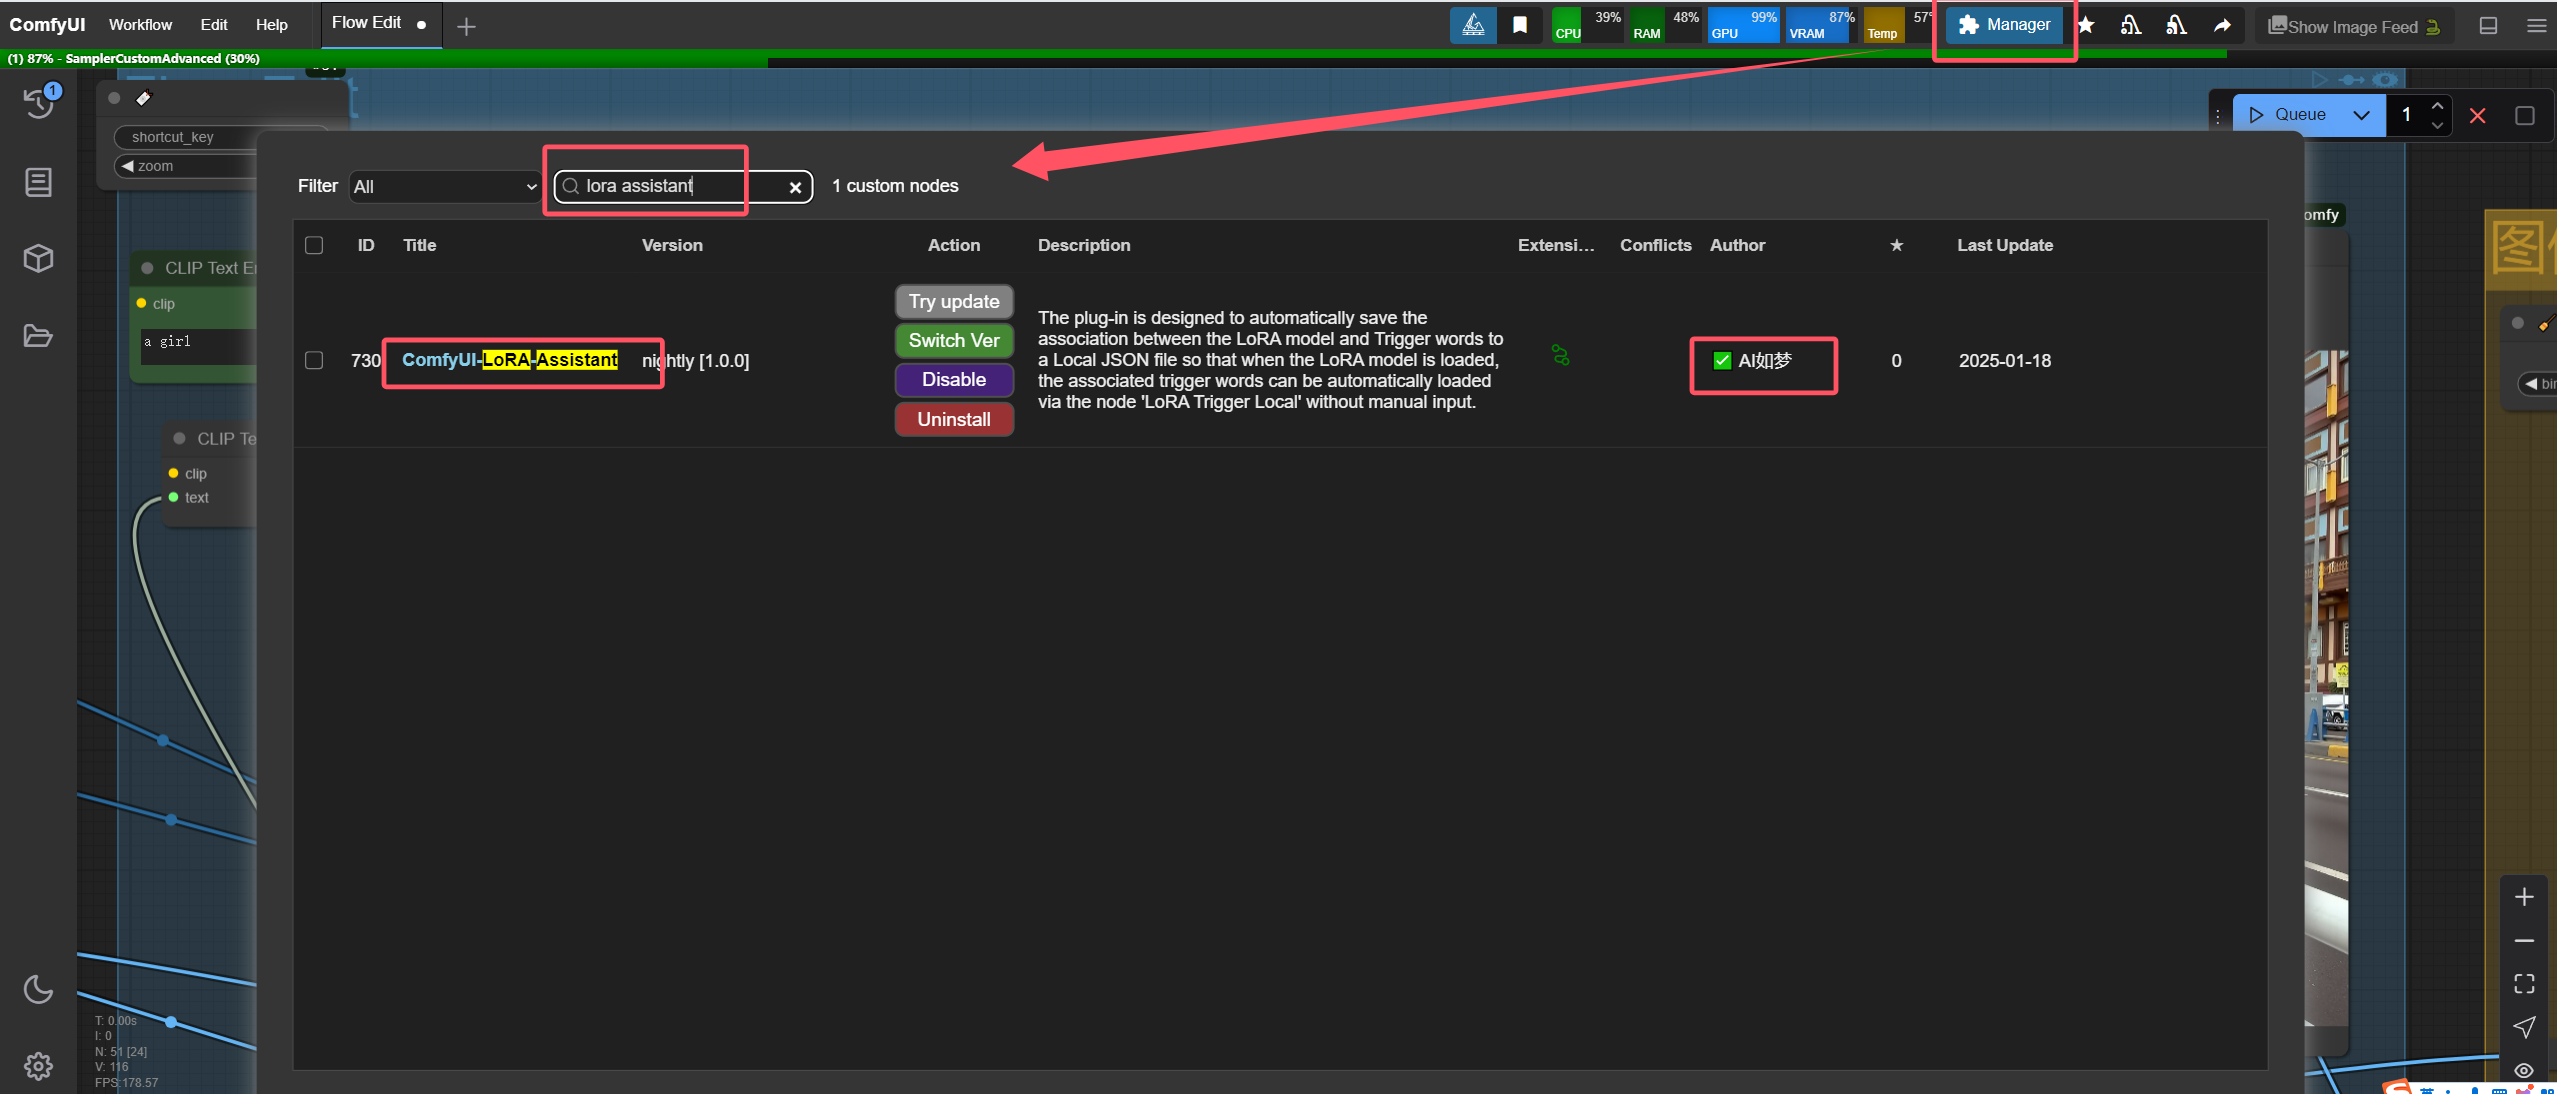 ComfyUI Workflow Edit Help Flow Edit
CPU 39% RAM 48% GPU 99% VRAM 87% Temp 57° Manager Show Image Feed
(1) 87% - SamplerCustomAdvanced (30%)
shortcut_key
zoom
Queue 1
Filter All lora assistant 1 custom nodes
omfy
ID Title Version Action Description Extensi... Conflicts Author ★ Last Update
CLIP Text En
clip
a girl
730 ComfyUI-LoRA-Assistant nightly [1.0.0]
Try update
Switch Ver
Disable
Uninstall
The plug-in is designed to automatically save the
association between the LoRA model and Trigger words to
a Local JSON file so that when the LoRA model is loaded,
the associated trigger words can be automatically loaded
via the node 'LoRA Trigger Local' without manual input.
✅ AI如梦 0 2025-01-18
图
bir
CLIP Te
clip
text
T: 0.00s
I: 0
N: 51 [24]
V: 116
FPS:178.57
英